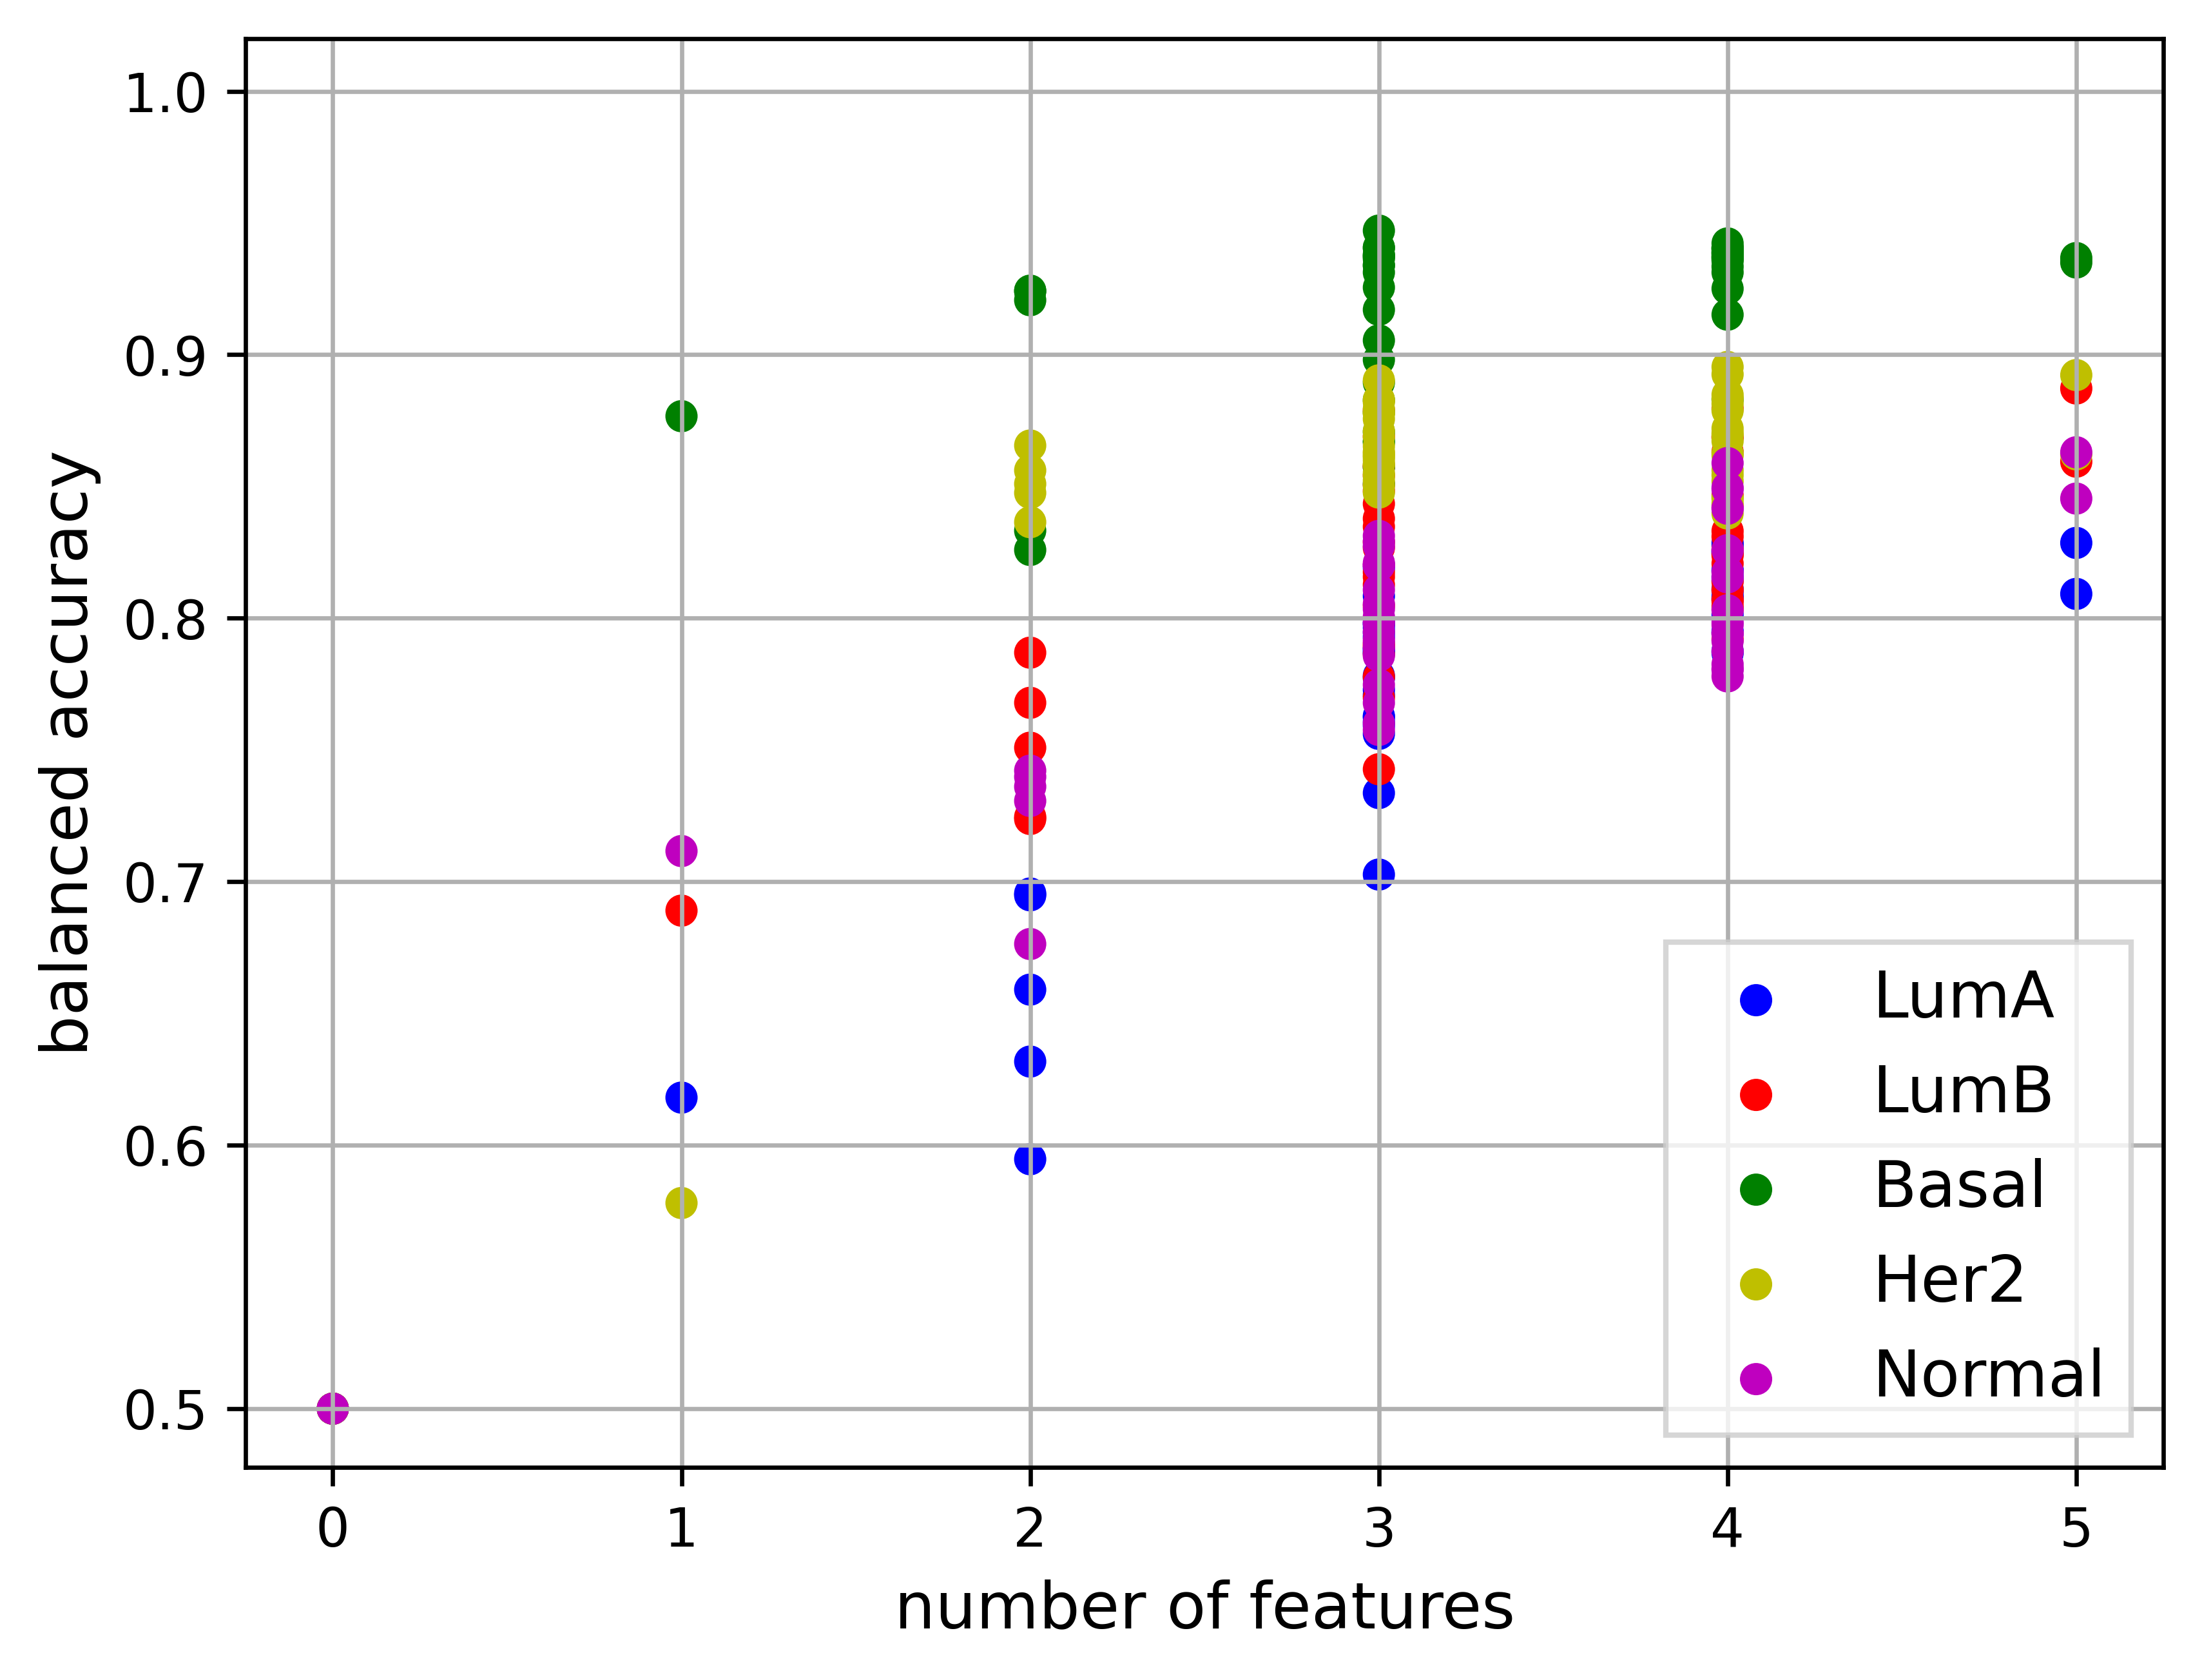 1.0
0.9
0.8
0.7
0.6
0.5
balanced accuracy
0 1 2 3 4 5
number of features
LumA
LumB
Basal
Her2
Normal